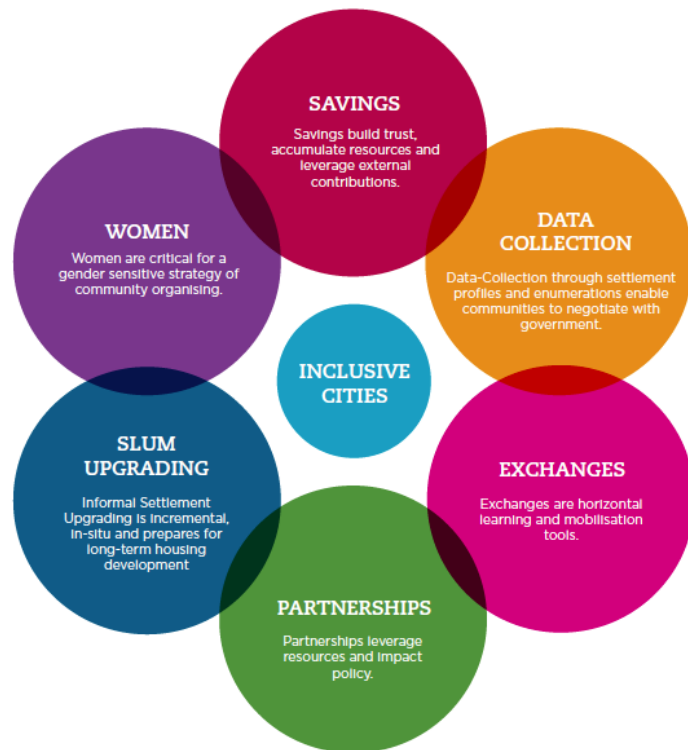 SAVINGS
Savings build trust,
accumulate resources and
leverage external
contributions.
WOMEN
Women are critical for a
gender sensitive strategy of
community organising.
DATA
COLLECTION
Data-Collection through settlement
profiles and enumerations enable
communities to negotiate with
government.
INCLUSIVE
CITIES
SLUM
UPGRADING
Informal Settlement
Upgrading is incremental,
in-situ and prepares for
long-term housing
development
EXCHANGES
Exchanges are horizontal
learning and mobilisation
tools.
PARTNERSHIPS
Partnerships leverage
resources and impact
policy.